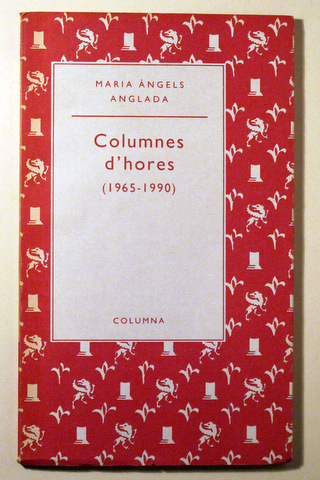 MARIA ÀNGELS
ANGLADA
Columnes
d'hores
(1965-1990)
COLUMNA